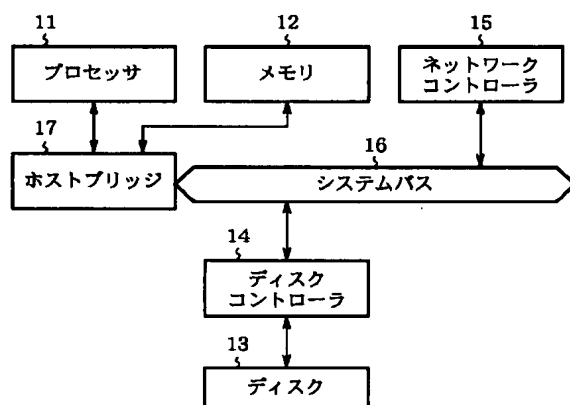 11
プロセッサ
12
メモリ
15
ネットワーク
コントローラ
17
ホストブリッジ
16
システムバス
14
ディスク
コントローラ
13
ディスク